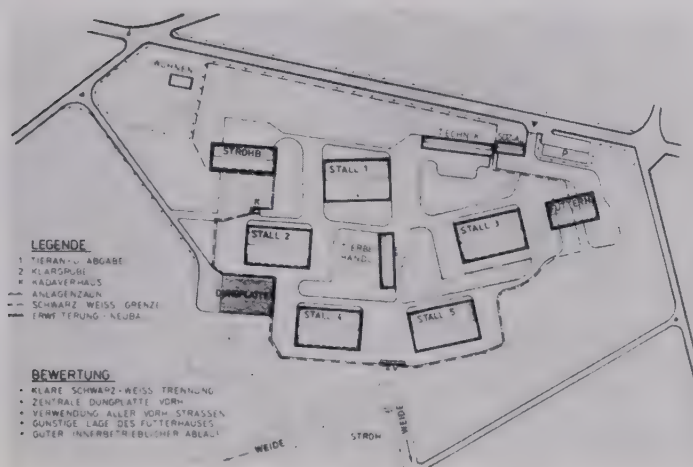 WOHNEN
TECHNIK
P
STROHB
STALL 1
STALL 3
K
STALL 2
LEGENDE
1 ABGABE
2 KLÄRGRUBE
K KADAVERHAUS
ANLAGENZAUN
SCHWARZ WEISS GRENZE
ERWEITERUNG - NEUBAU
DUNGPLATTE
STALL 4
STALL 5
BEWERTUNG
• KLARE SCHWARZ-WEISS TRENNUNG
• ZENTRALE DUNGPLATTE VORH
• VERWENDUNG ALLER VORH STRASSEN
• GÜNSTIGE LAGE DES FUTTERHAUSES
• GUTER INNERBETRIEBLICHER ABLAUF
WEIDE
STROH
WEIDE